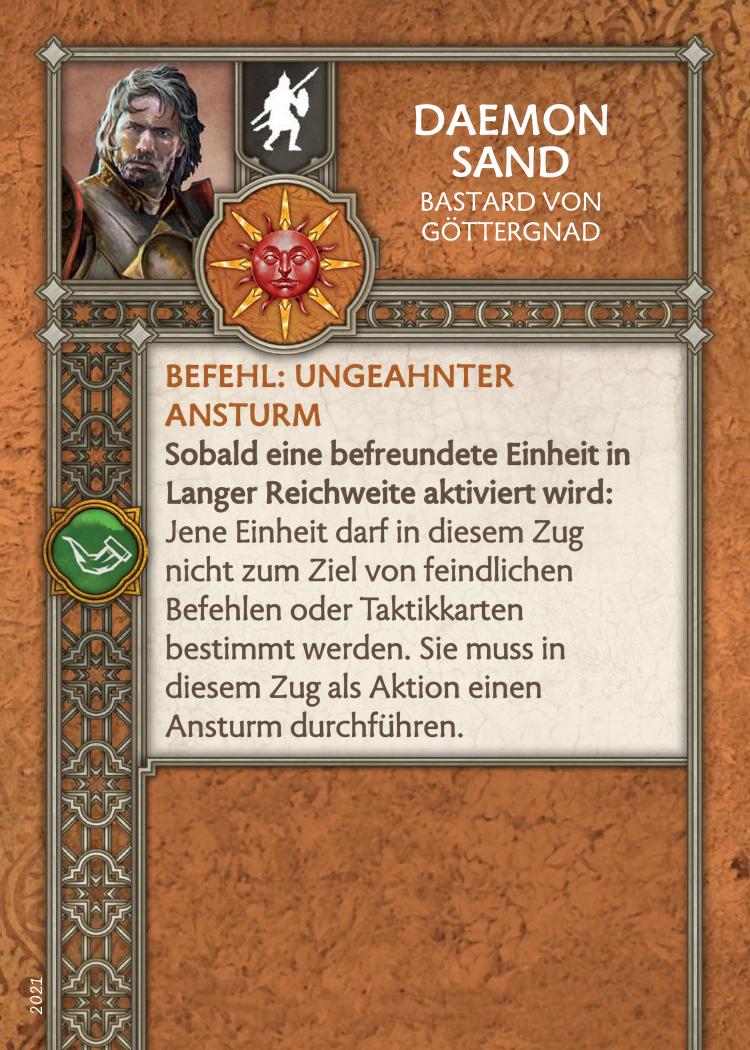 DAEMON
SAND
BASTARD VON
GÖTTERGNAD
BEFEHL: UNGEAHNTER
ANSTURM
Sobald eine befreundete Einheit in
Langer Reichweite aktiviert wird:
Jene Einheit darf in diesem Zug
nicht zum Ziel von feindlichen
Befehlen oder Taktikkarten
bestimmt werden. Sie muss in
diesem Zug als Aktion einen
Ansturm durchführen.
2021